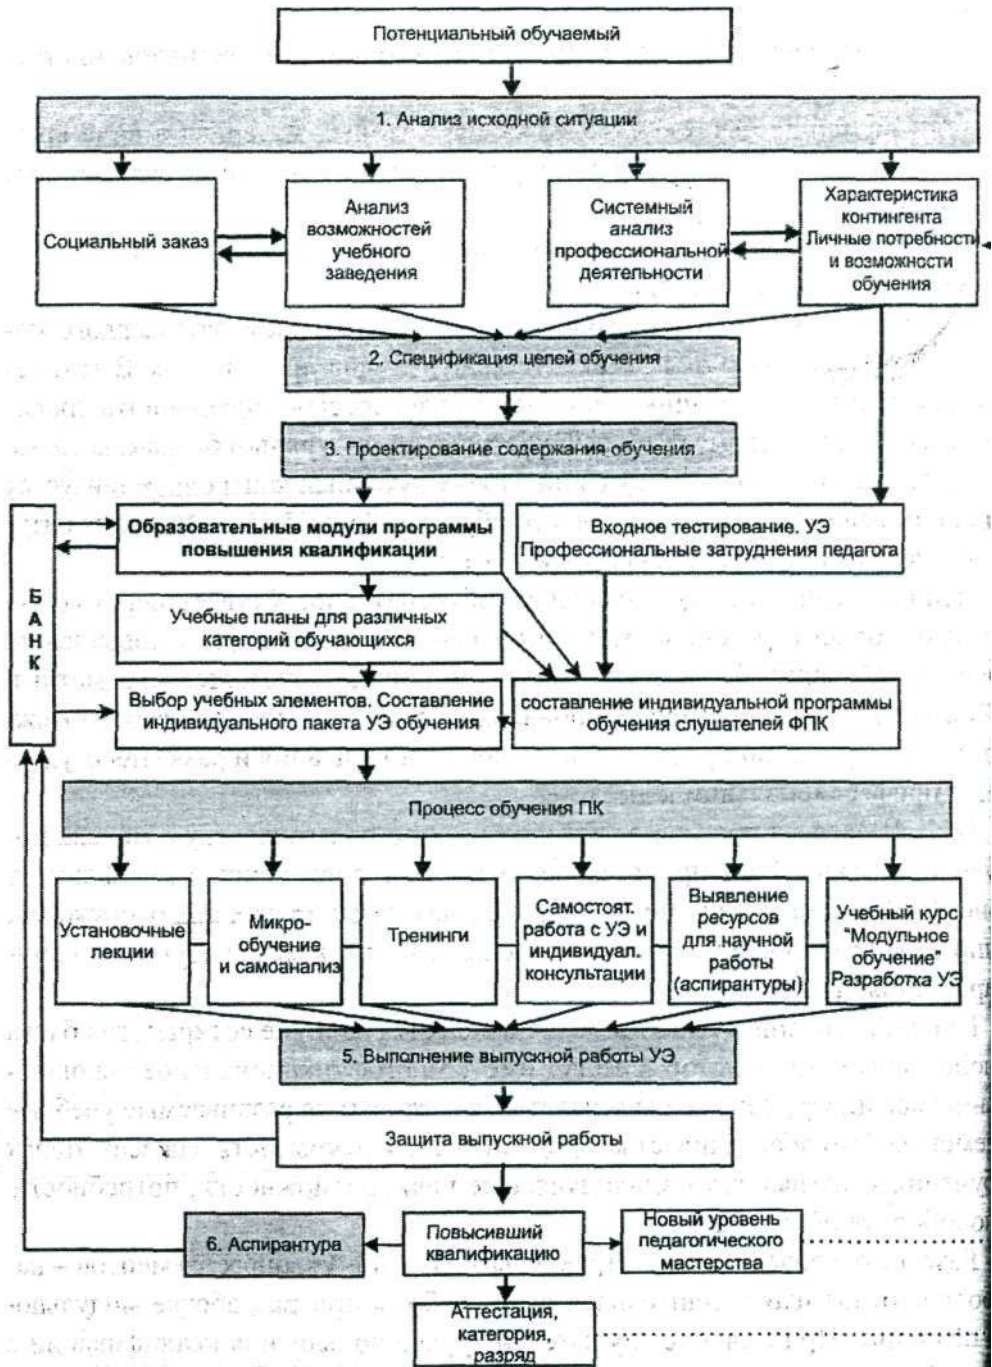 Потенциальный обучаемый
1. Анализ исходной ситуации
Социальный заказ
Анализ
возможностей
учебного
заведения
Системный
анализ
профессиональной
деятельности
Характеристика
контингента
Личные потребности
и возможности
обучения
2. Спецификация целей обучения
3. Проектирование содержания обучения
БАНК
Образовательные модули программы
повышения квалификации
Входное тестирование. УЭ
Профессиональные затруднения педагога
Учебные планы для различных
категорий обучающихся
Выбор учебных элементов. Составление
индивидуального пакета УЭ обучения
составление индивидуальной программы
обучения слушателей ФПК
Процесс обучения ПК
Установочные
лекции
Микро-
обучение
и самоанализ
Тренинги
Самостоят.
работа с УЭ и
индивидуал.
консультации
Выявление
ресурсов
для научной
работы
(аспирантуры)
Учебный курс
"Модульное
обучение"
Разработка УЭ
5. Выполнение выпускной работы УЭ
Защита выпускной работы
6. Аспирантура
Повысивший
квалификацию
Новый уровень
педагогического
мастерства
Аттестация,
категория,
разряд